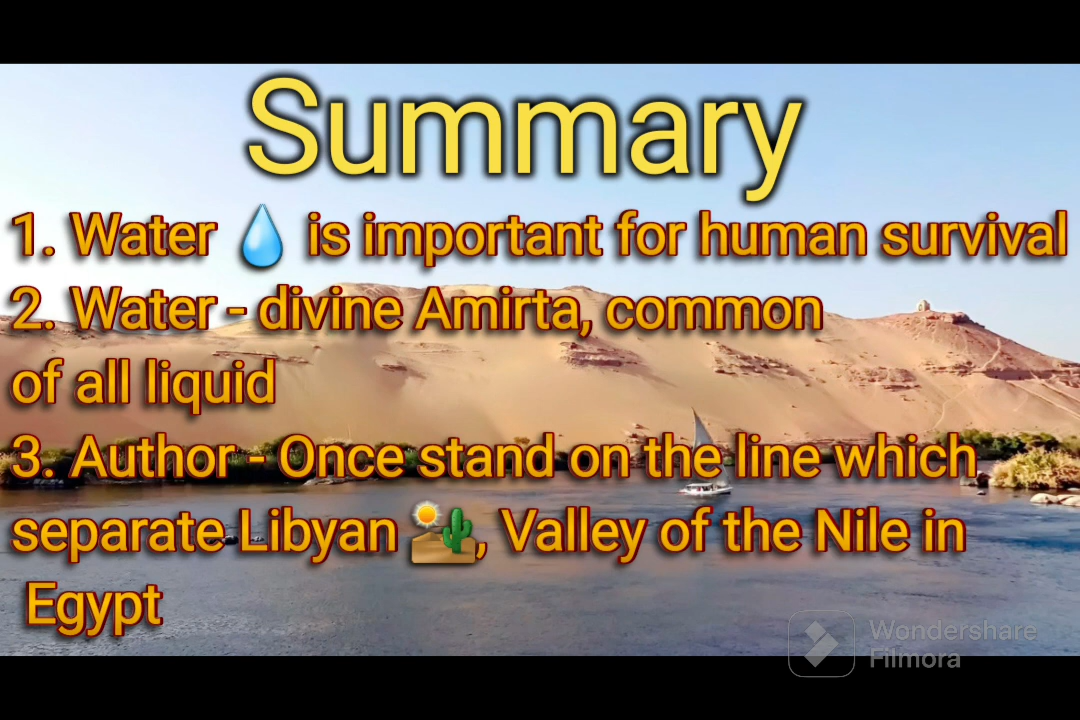 Summary
1. Water 💧 is important for human survival
2. Water - divine Amirta, common
of all liquid
3. Author - Once stand on the line which
separate Libyan 🏜️, Valley of the Nile in
Egypt
Wondershare
Filmora